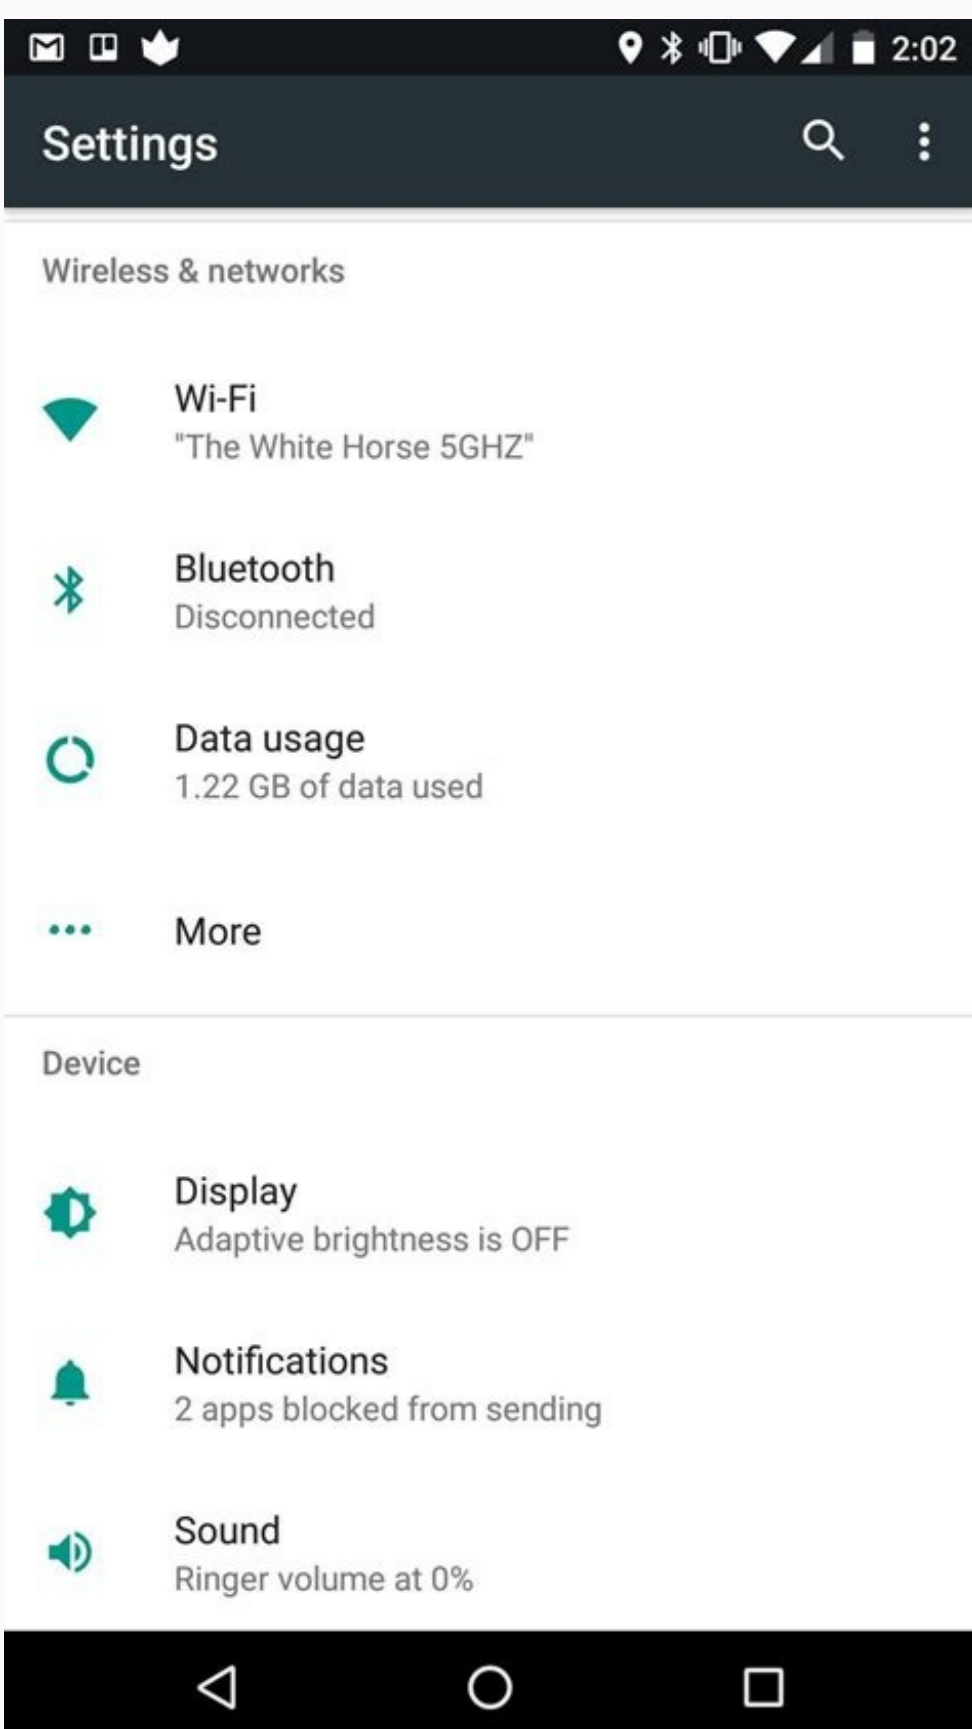 2:02
Settings
Wireless & networks
Wi-Fi
"The White Horse 5GHZ"
Bluetooth
Disconnected
Data usage
1.22 GB of data used
More
Device
Display
Adaptive brightness is OFF
Notifications
2 apps blocked from sending
Sound
Ringer volume at 0%